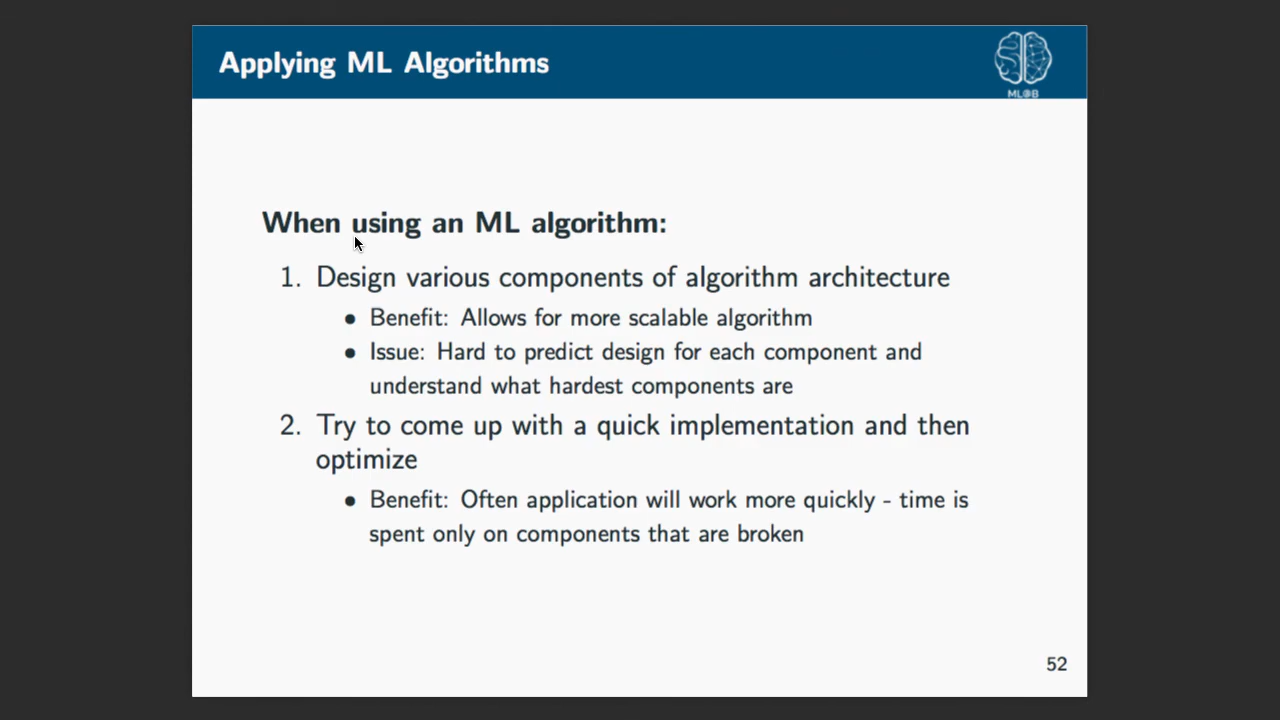 Applying ML Algorithms
ML@B
When using an ML algorithm:
1. Design various components of algorithm architecture
• Benefit: Allows for more scalable algorithm
• Issue: Hard to predict design for each component and
understand what hardest components are
2. Try to come up with a quick implementation and then
optimize
• Benefit: Often application will work more quickly - time is
spent only on components that are broken
52